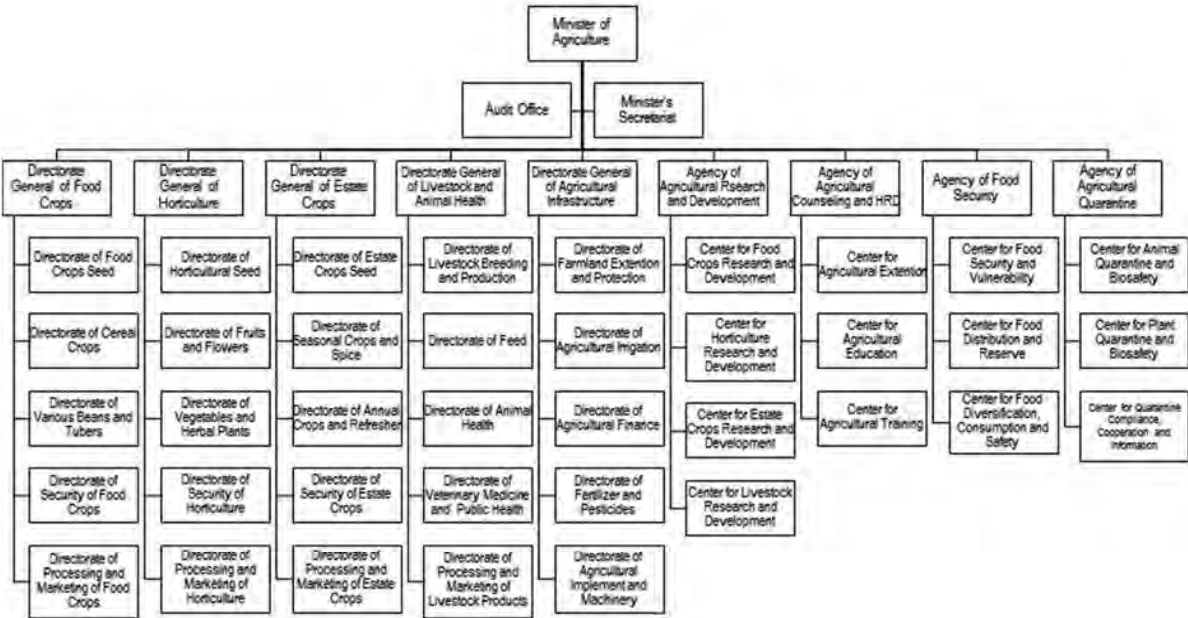 Minister of
Agriculture
Audit Office
Minister's
Secretariat
Directorate
General of Food
Crops
Directorate
General of
Horticulture
Directorate
General of Estate
Crops
Directorate General
of Livestock and
Animal Health
Directorate General
of Agricultural
Infrastructure
Agency of
Agricultural Rsearch
and Development
Agency of
Agricultural
Counseling and HRD
Agency of Food
Security
Agency of
Agricultural
Quarantine
Directorate of Food
Crops Seed
Directorate of
Horticultural Seed
Directorate of Estate
Crops Seed
Directorate of
Livestock Breeding
and Production
Directorate of
Farmland Extention
and Protection
Center for Food
Crops Research and
Development
Center for
Agricultural Extention
Center for Food
Security and
Vulnerability
Center for Animal
Quarantine and
Biosafety
Directorate of Cereal
Crops
Directorate of Fruits
and Flowers
Directorate of
Seasonal Crops and
Spice
Directorate of Feed
Directorate of
Agricultural Irrigation
Center for
Horticulture
Research and
Development
Center for
Agricultural
Education
Center for Food
Distribution and
Reserve
Center for Plant
Quarantine and
Biosafety
Directorate of
Various Beans and
Tubers
Directorate of
Vegetables and
Herbal Plants
Directorate of Annual
Crops and Refresher
Directorate of Animal
Health
Directorate of
Agricultural Finance
Center for Estate
Crops Research and
Development
Center for
Agricultural Training
Center for Food
Diversification,
Consumption and
Safety
Center for Quarantine
Compliance,
Cooperation and
Information
Directorate of
Security of Food
Crops
Directorate of
Security of
Horticulture
Directorate of
Security of Estate
Crops
Directorate of
Veterinary Medicine
and Public Health
Directorate of
Fertilizer and
Pesticides
Center for Livestock
Research and
Development
Directorate of
Processing and
Marketing of Food
Crops
Directorate of
Processing and
Marketing of
Horticulture
Directorate of
Processing and
Marketing of Estate
Crops
Directorate of
Processing and
Marketing of
Livestock Products
Directorate of
Agricultural
Implement and
Machinery